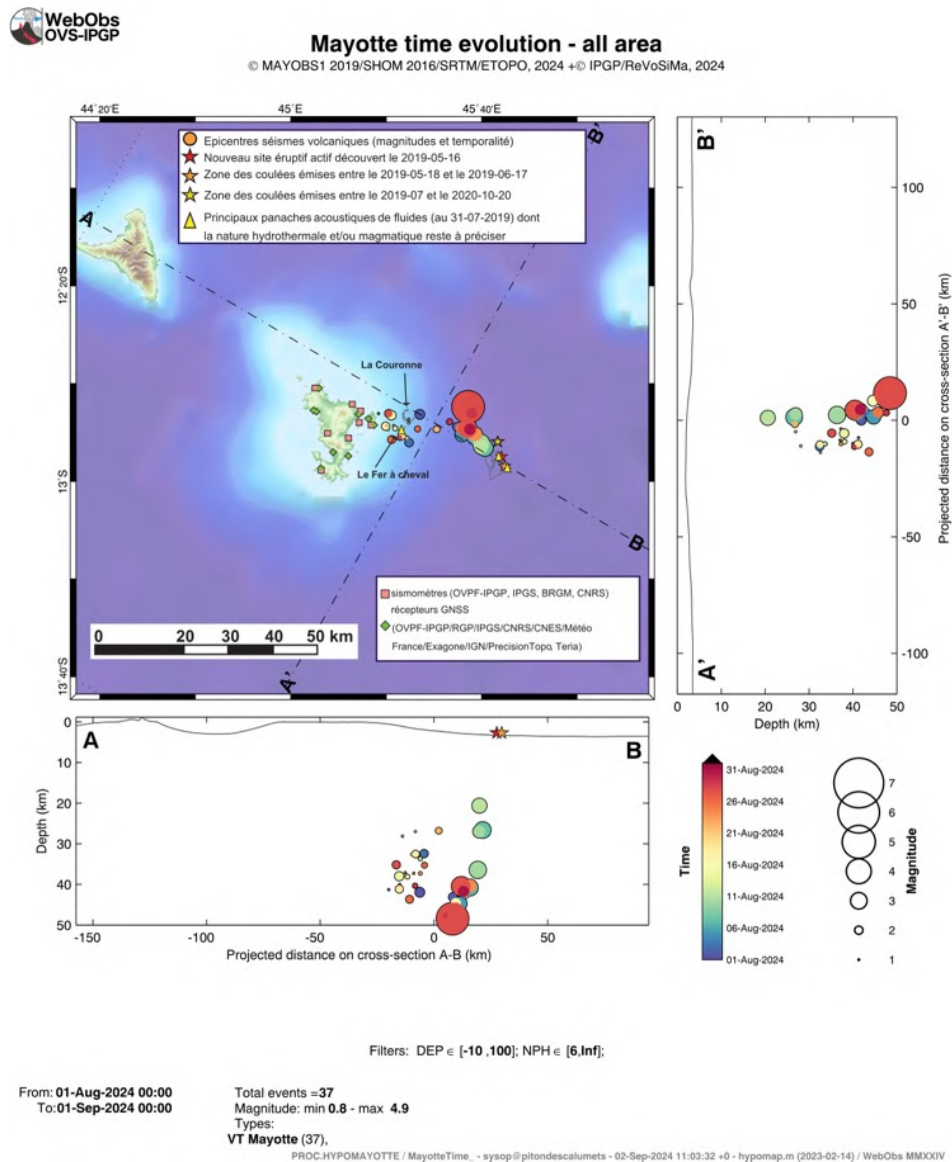 WebObs
OVS-IPGP
Mayotte time evolution - all area
© MAYOBS1 2019/SHOM 2016/SRTM/ETOPO, 2024 +© IPGP/ReVoSiMa, 2024
44˚20'E
45˚E
45˚40'E
Epicentres séismes volcaniques (magnitudes et temporalité)
Nouveau site éruptif actif découvert le 2019-05-16
Zone des coulées émises entre le 2019-05-18 et le 2019-06-17
Zone des coulées émises entre le 2019-07 et le 2020-10-20
Principaux panaches acoustiques de fluides (au 31-07-2019) dont
la nature hydrothermale et/ou magmatique reste à préciser
A
B'
12˚20'S
13˚S
13˚40'S
La Couronne
Le Fer à cheval
B
A'
sismomètres (OVPF-IPGP, IPGS, BRGM, CNRS)
récepteurs GNSS
(OVPF-IPGP/RGP/IPGS/CNRS/CNES/Météo
France/Exagone/IGN/PrecisionTopo, Teria)
0 20 30 40 50 km
B'
A'
100
50
0
-50
-100
Projected distance on cross-section A'-B' (km)
0 10 20 30 40 50
Depth (km)
A
B
0
10
20
30
40
50
Depth (km)
-150 -100 -50 0 50
Projected distance on cross-section A-B (km)
31-Aug-2024
26-Aug-2024
21-Aug-2024
16-Aug-2024
11-Aug-2024
06-Aug-2024
01-Aug-2024
Time
7
6
5
4
3
2
1
Magnitude
Filters: DEP ∈ [-10 ,100]; NPH ∈ [6,Inf];
From: 01-Aug-2024 00:00
To:01-Sep-2024 00:00
Total events =37
Magnitude: min 0.8 - max 4.9
Types:
VT Mayotte (37),
PROC.HYPOMAYOTTE / MayotteTime_ - sysop@pitondescalumets - 02-Sep-2024 11:03:32 +0 - hypomap.m (2023-02-14) / WebObs MMXXIV